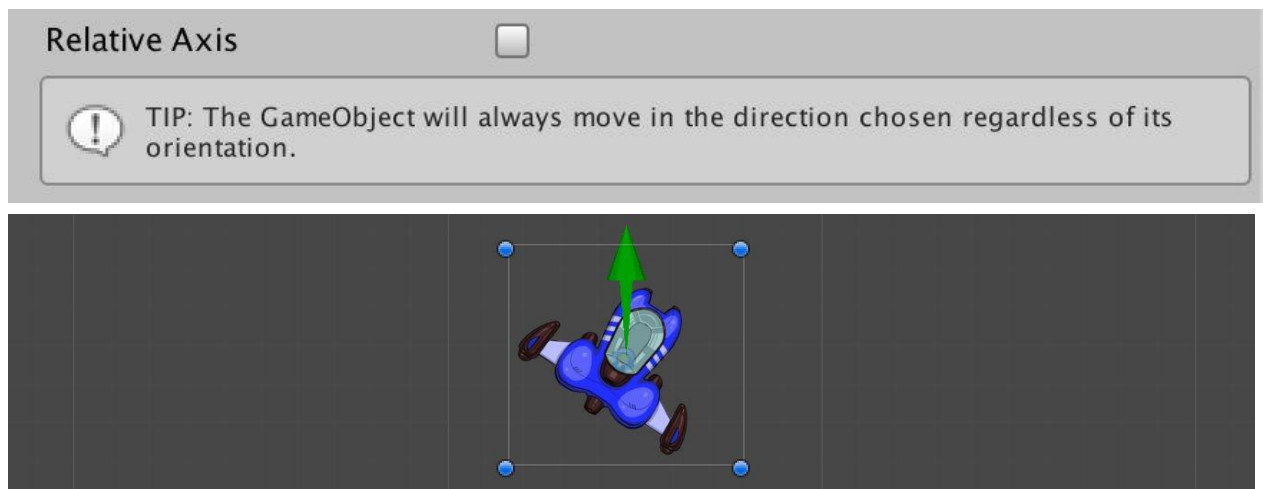 Relative Axis
TIP: The GameObject will always move in the direction chosen regardless of its
orientation.